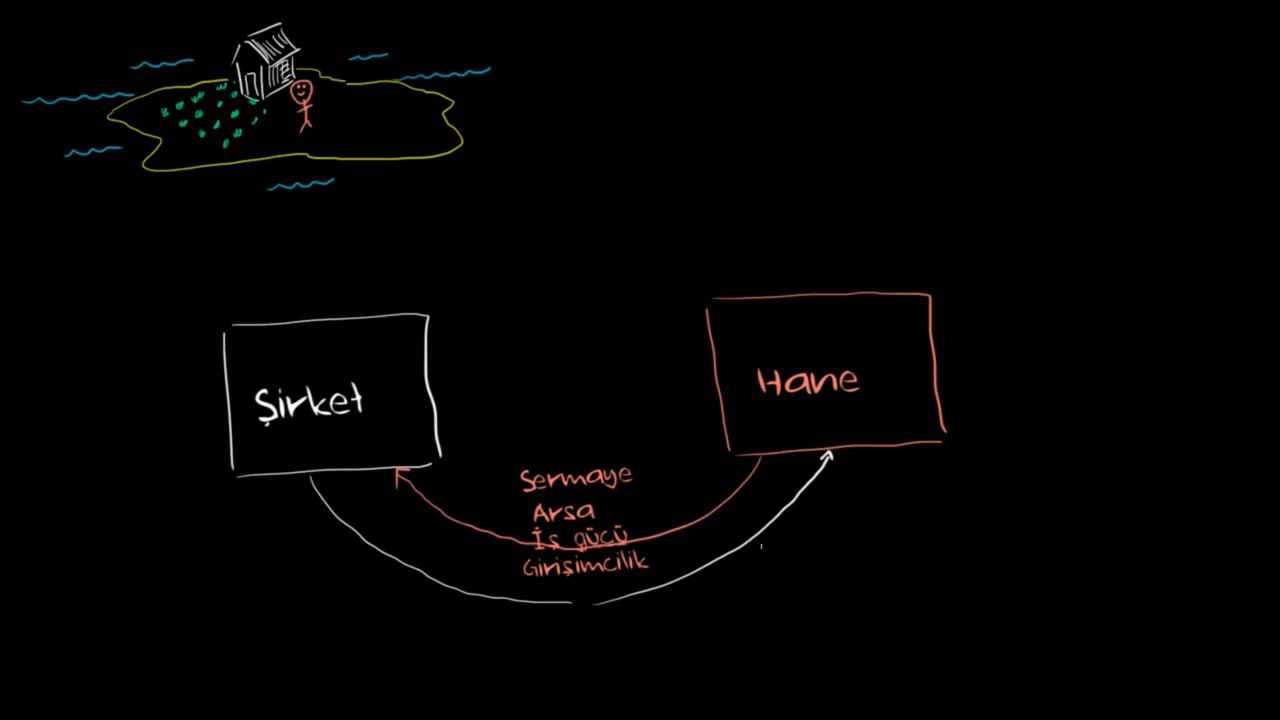 Şirket
Hane
Sermaye
Arsa
İş gücü
Girişimcilik